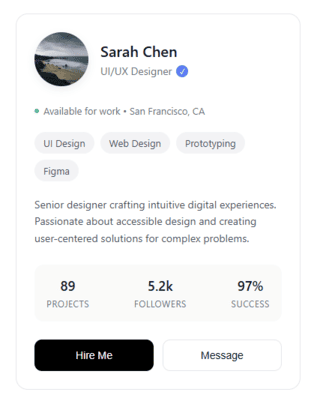 Sarah Chen
UI/UX Designer ✓
Available for work • San Francisco, CA
UI Design Web Design Prototyping
Figma
Senior designer crafting intuitive digital experiences.
Passionate about accessible design and creating
user-centered solutions for complex problems.
89 5.2k 97%
PROJECTS FOLLOWERS SUCCESS
Hire Me Message